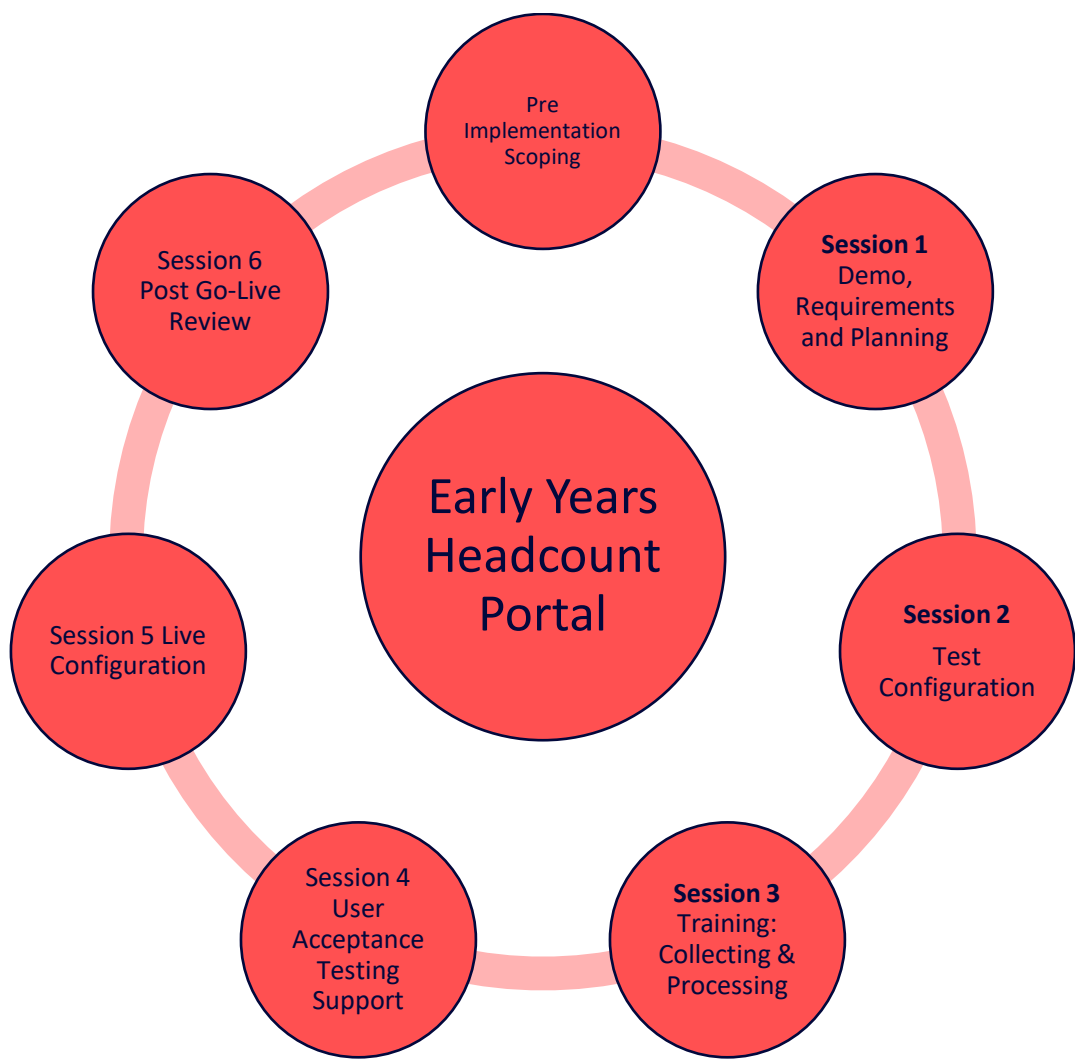 Pre
Implementation
Scoping
Session 1
Demo,
Requirements
and Planning
Session 2
Test
Configuration
Session 3
Training:
Collecting &
Processing
Session 4
User
Acceptance
Testing
Support
Session 5 Live
Configuration
Session 6
Post Go-Live
Review
Early Years
Headcount
Portal